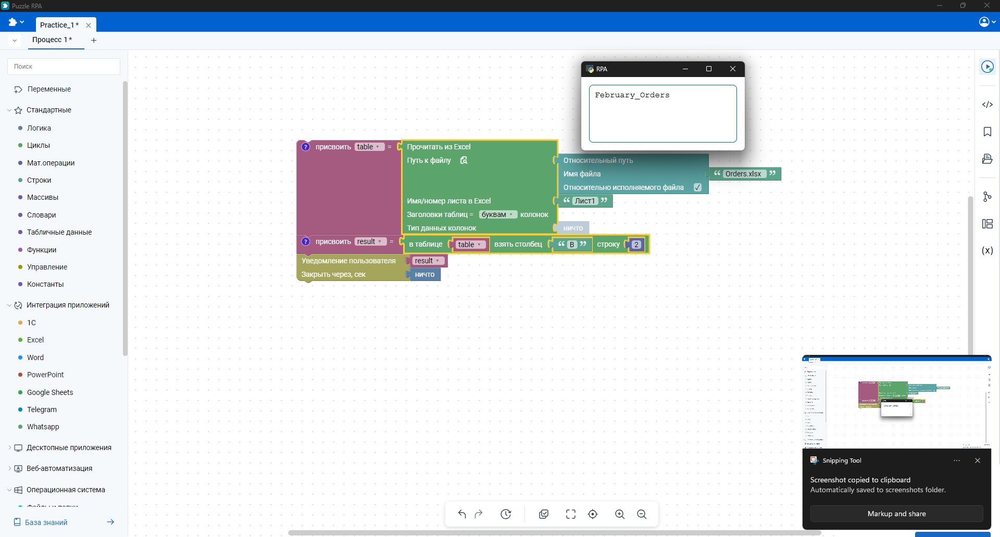 Puzzle RPA
Practice_1*
Процесс 1*
Поиск
Переменные
Стандартные
Логика
Циклы
Мат.операции
Строки
Массивы
Словари
Табличные данные
Функции
Управление
Константы
Интеграция приложений
1C
Excel
Word
PowerPoint
Google Sheets
Telegram
Whatsapp
Десктопные приложения
Веб-автоматизация
Операционная система
Файлы и папки
База знаний
RPA
February_Orders
? присвоить table = Прочитать из Excel
Путь к файлу Относительный путь
Имя файла “ Orders.xlsx ”
Относительно исполняемого файла ✓
Имя/номер листа в Excel “ Лист1 ”
Заголовки таблиц = буквам колонок
Тип данных колонок ничто
? присвоить result = в таблице table взять столбец “ B ” строку 2
Уведомление пользователя result
Закрыть через, сек ничто
</>
(x)
Snipping Tool
Screenshot copied to clipboard
Automatically saved to screenshots folder.
Markup and share